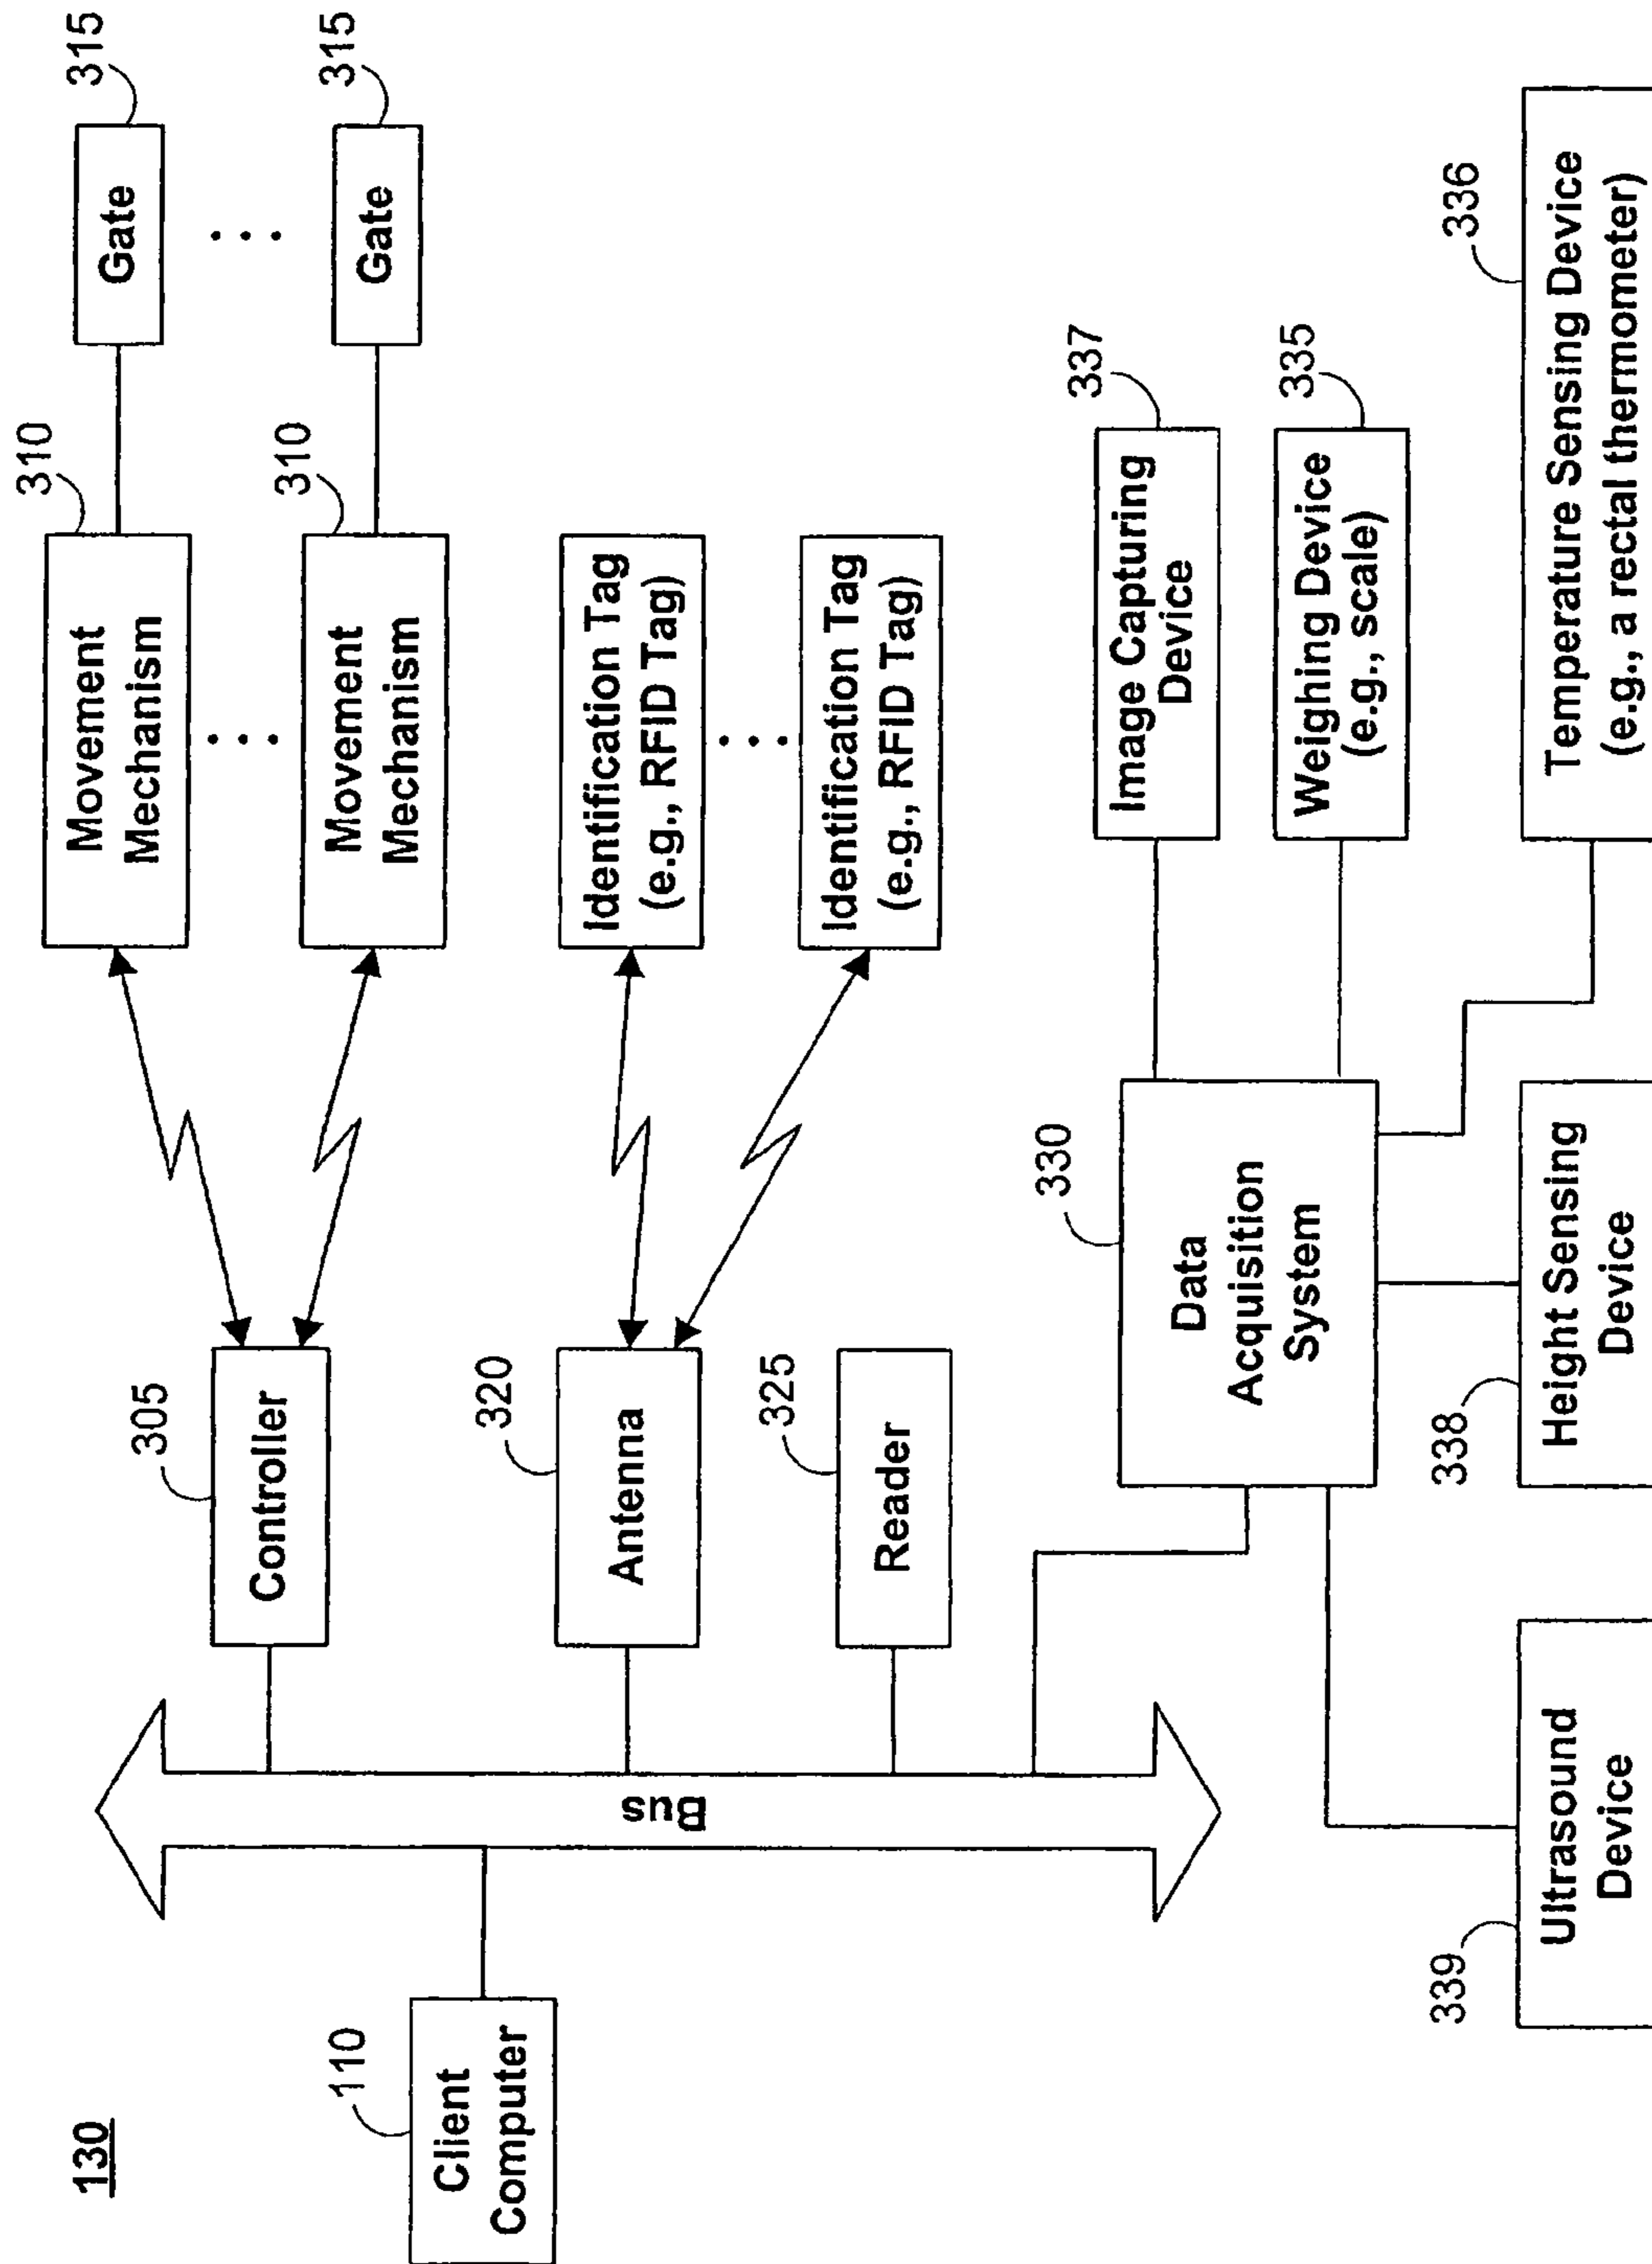 130
110
Client
Computer
Bus
305
Controller
320
Antenna
325
Reader
310
Movement
Mechanism
315
Gate
310
Movement
Mechanism
315
Gate
Identification Tag
(e.g., RFID Tag)
Identification Tag
(e.g., RFID Tag)
330
Data
Acquisition
System
337
Image Capturing
Device
335
Weighing Device
(e.g., scale)
336
Temperature Sensing Device
(e.g., a rectal thermometer)
338
Height Sensing
Device
339
Ultrasound
Device